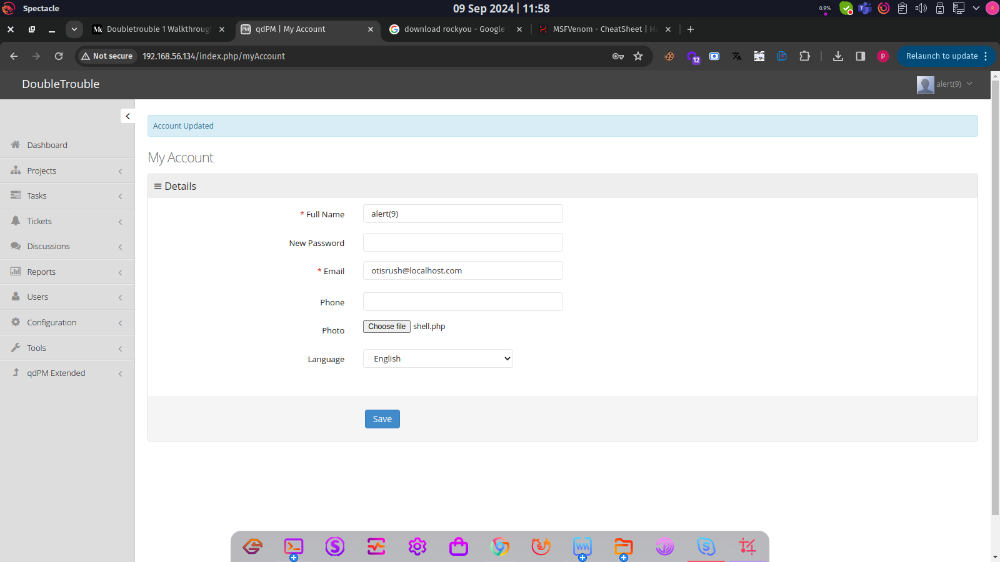 Spectacle
09 Sep 2024 | 11:58
0.9%
Doubletrouble 1 Walkthroug
qdPM | My Account
download rockyou - Google
MSFVenom - CheatSheet | H
Not secure
192.168.56.134/index.php/myAccount
12
P
Relaunch to update
DoubleTrouble
alert(9)
Account Updated
Dashboard
Projects
Tasks
Tickets
Discussions
Reports
Users
Configuration
Tools
qdPM Extended
My Account
Details
* Full Name
alert(9)
New Password
* Email
otisrush@localhost.com
Phone
Photo
Choose file shell.php
Language
English
Save